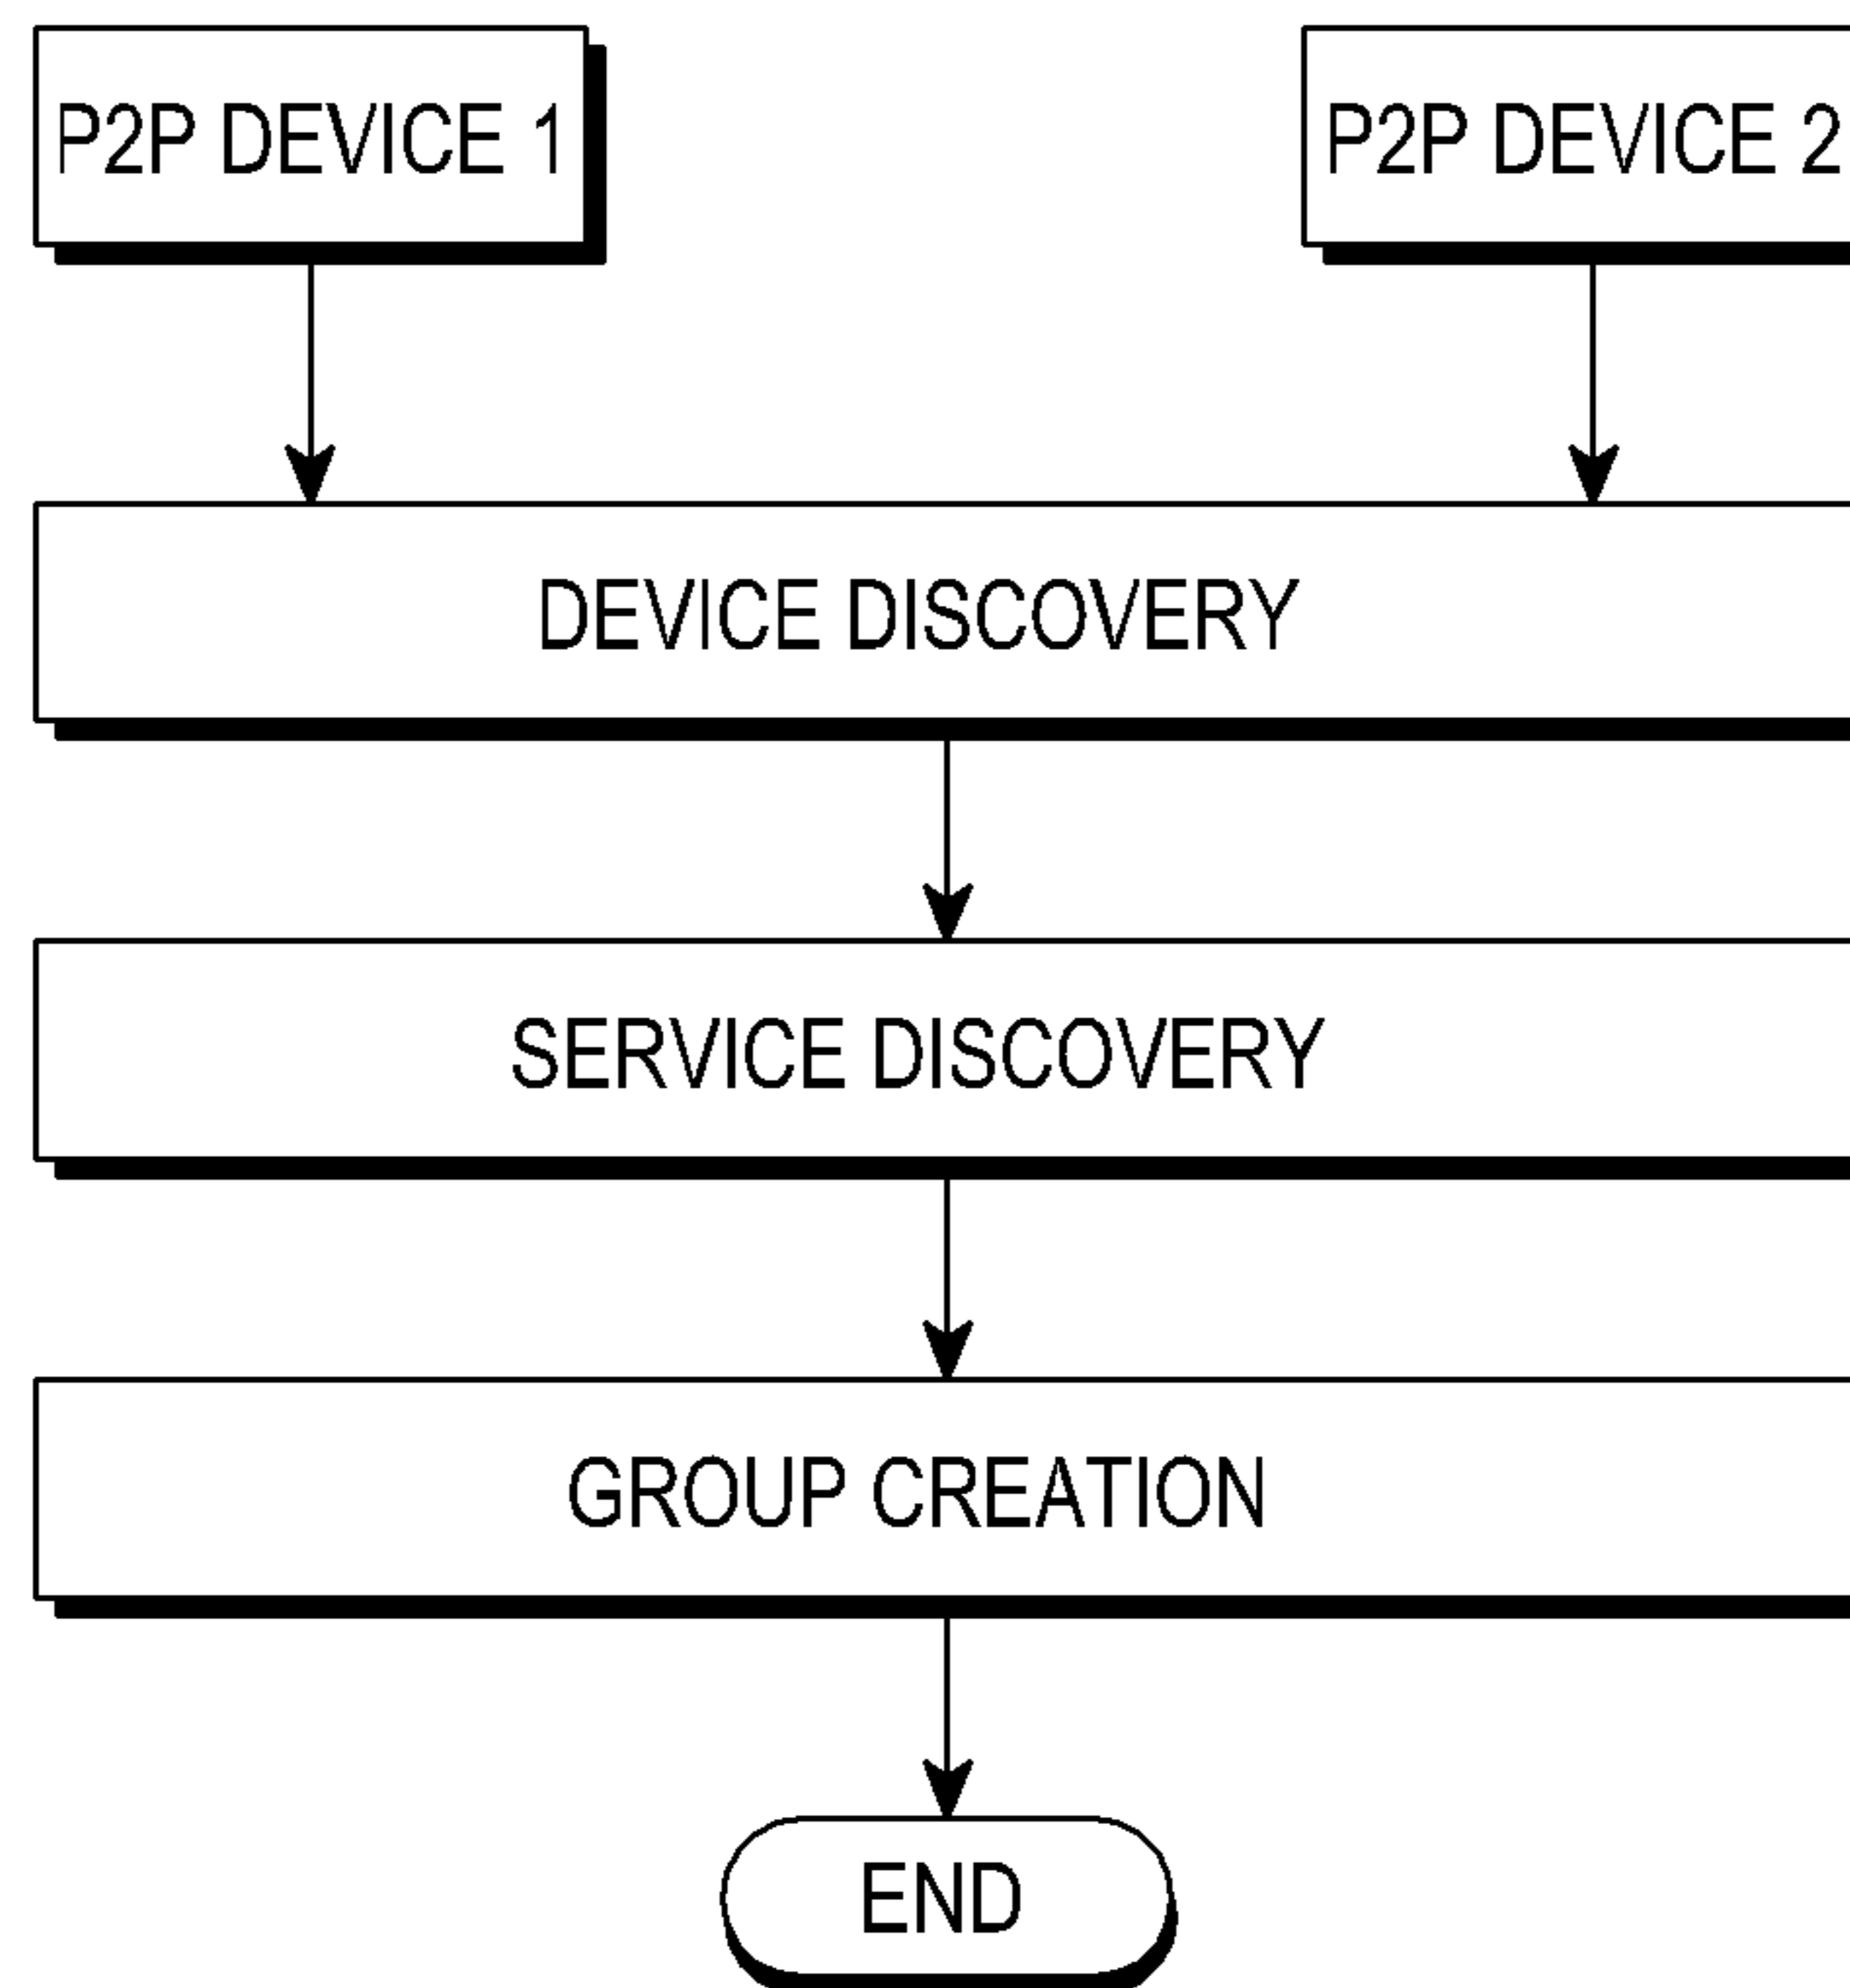 P2P DEVICE 1
P2P DEVICE 2
DEVICE DISCOVERY
SERVICE DISCOVERY
GROUP CREATION
END